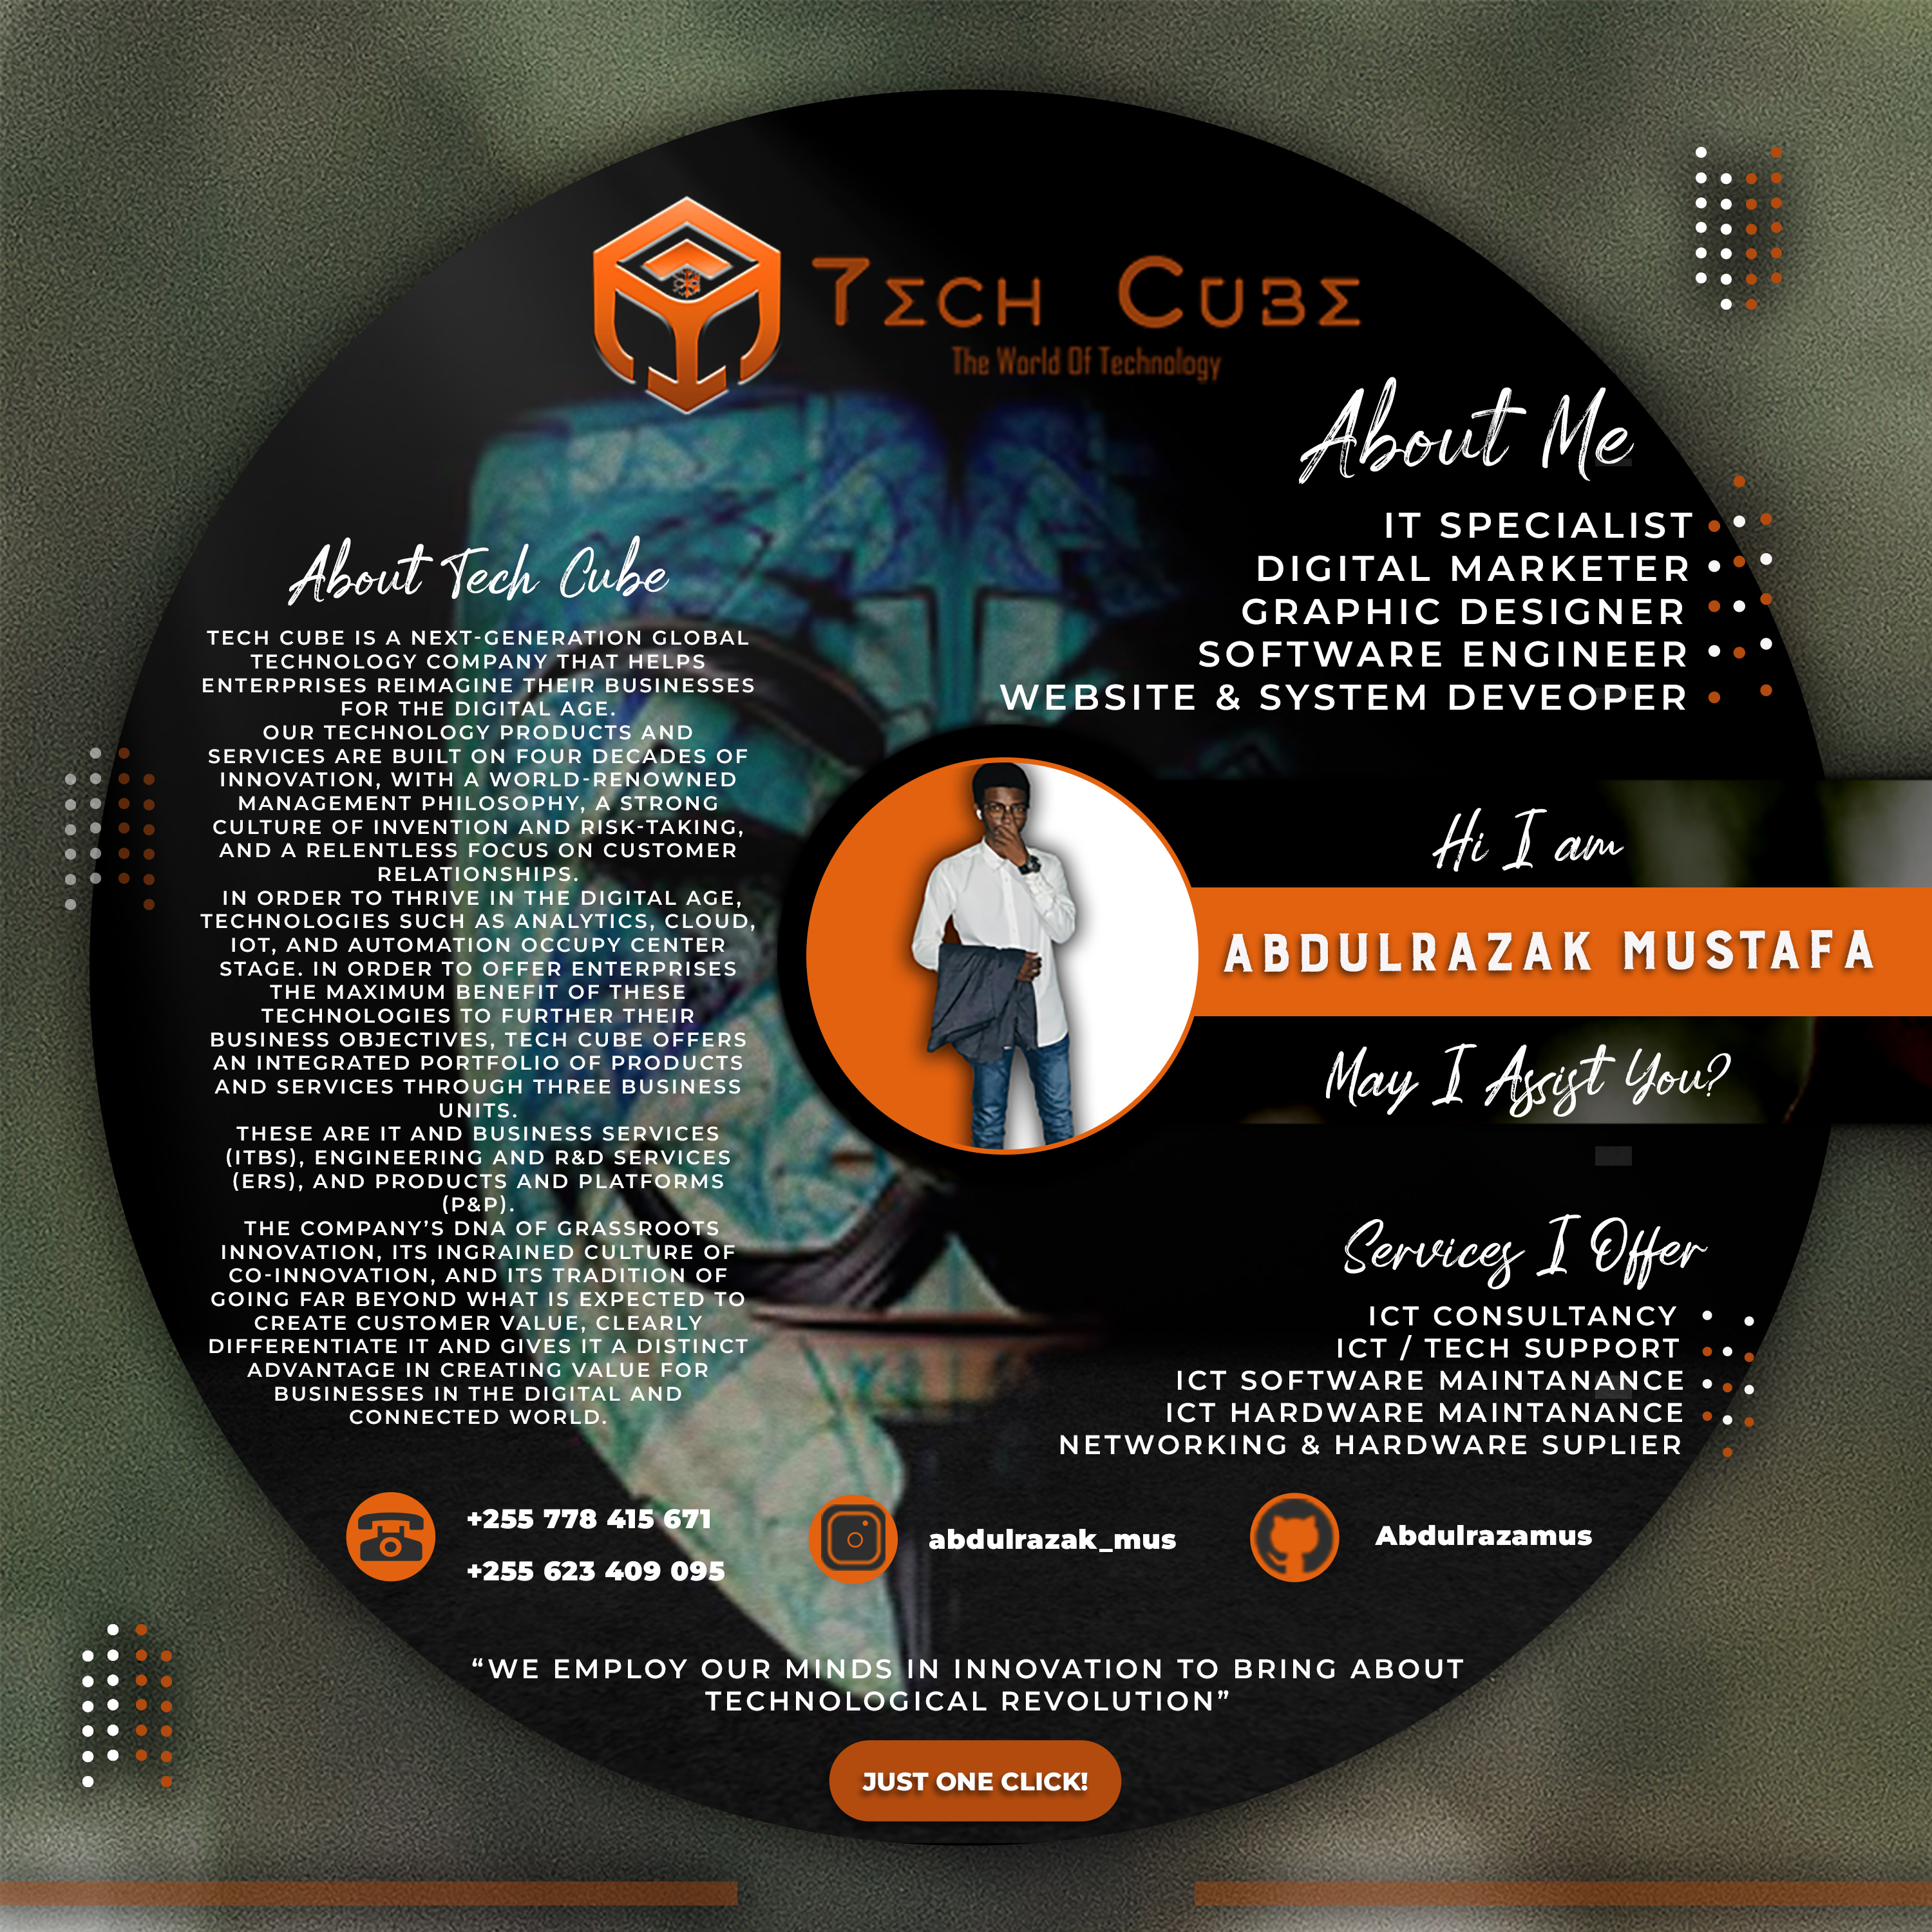 TECH CUBE
The World Of Technology
About Me
IT SPECIALIST
DIGITAL MARKETER
GRAPHIC DESIGNER
SOFTWARE ENGINEER
WEBSITE & SYSTEM DEVEOPER
About Tech Cube
TECH CUBE IS A NEXT-GENERATION GLOBAL
TECHNOLOGY COMPANY THAT HELPS
ENTERPRISES REIMAGINE THEIR BUSINESSES
FOR THE DIGITAL AGE.
OUR TECHNOLOGY PRODUCTS AND
SERVICES ARE BUILT ON FOUR DECADES OF
INNOVATION, WITH A WORLD-RENOWNED
MANAGEMENT PHILOSOPHY, A STRONG
CULTURE OF INVENTION AND RISK-TAKING,
AND A RELENTLESS FOCUS ON CUSTOMER
RELATIONSHIPS.
IN ORDER TO THRIVE IN THE DIGITAL AGE,
TECHNOLOGIES SUCH AS ANALYTICS, CLOUD,
IOT, AND AUTOMATION OCCUPY CENTER
STAGE. IN ORDER TO OFFER ENTERPRISES
THE MAXIMUM BENEFIT OF THESE
TECHNOLOGIES TO FURTHER THEIR
BUSINESS OBJECTIVES, TECH CUBE OFFERS
AN INTEGRATED PORTFOLIO OF PRODUCTS
AND SERVICES THROUGH THREE BUSINESS
UNITS.
THESE ARE IT AND BUSINESS SERVICES
(ITBS), ENGINEERING AND R&D SERVICES
(ERS), AND PRODUCTS AND PLATFORMS
(P&P).
THE COMPANY’S DNA OF GRASSROOTS
INNOVATION, ITS INGRAINED CULTURE OF
CO-INNOVATION, AND ITS TRADITION OF
GOING FAR BEYOND WHAT IS EXPECTED TO
CREATE CUSTOMER VALUE, CLEARLY
DIFFERENTIATE IT AND GIVES IT A DISTINCT
ADVANTAGE IN CREATING VALUE FOR
BUSINESSES IN THE DIGITAL AND
CONNECTED WORLD.
Hi I am
ABDULRAZAK MUSTAFA
May I Assist You?
Services I Offer
ICT CONSULTANCY
ICT / TECH SUPPORT
ICT SOFTWARE MAINTANANCE
ICT HARDWARE MAINTANANCE
NETWORKING & HARDWARE SUPLIER
+255 778 415 671
+255 623 409 095
abdulrazak_mus
Abdulrazamus
“WE EMPLOY OUR MINDS IN INNOVATION TO BRING ABOUT
TECHNOLOGICAL REVOLUTION”
JUST ONE CLICK!